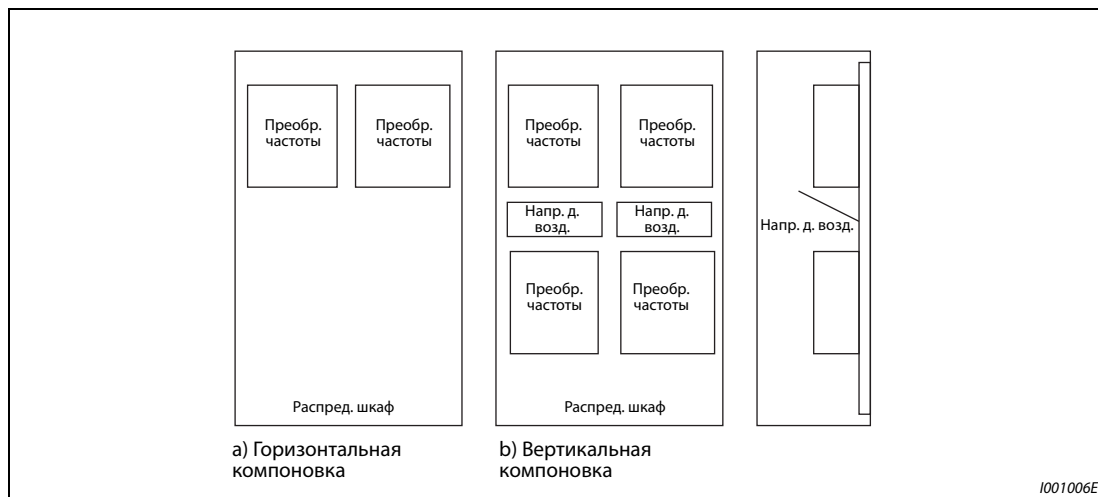 Преобр.
частоты
Преобр.
частоты
Распред. шкаф
a) Горизонтальная
компоновка
Преобр.
частоты
Преобр.
частоты
Напр. д.
возд.
Напр. д.
возд.
Преобр.
частоты
Преобр.
частоты
Распред. шкаф
b) Вертикальная
компоновка
Напр. д. возд.
I001006E